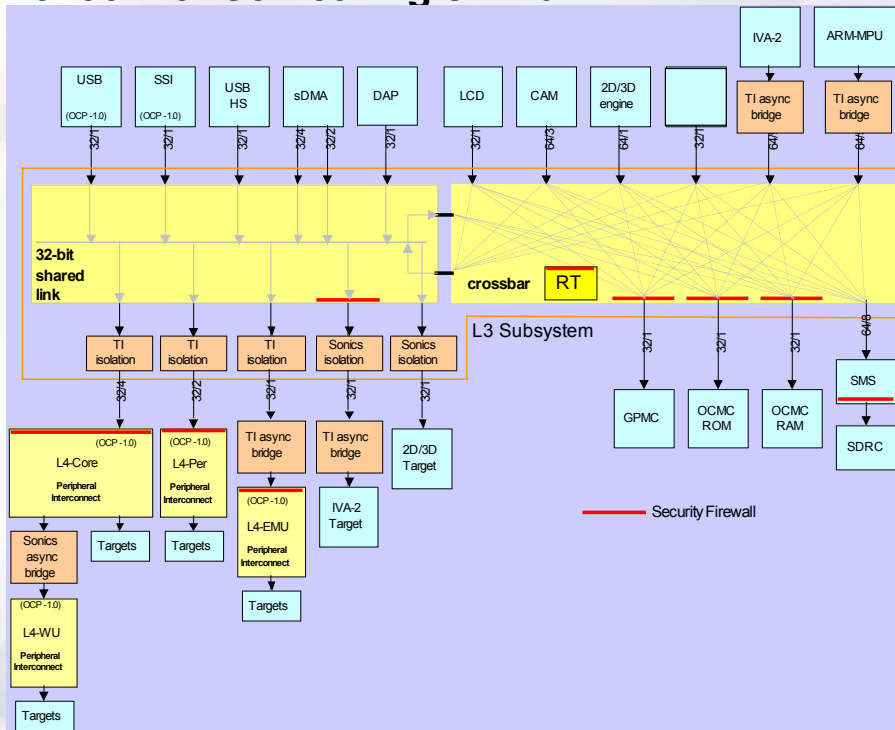 IVA-2
ARM-MPU
USB
(OCP -1.0)
SSI
(OCP -1.0)
USB
HS
sDMA
DAP
LCD
CAM
2D/3D
engine
TI async
bridge
TI async
bridge
32/1
32/1
32/1
32/4
32/2
32/1
32/1
64/3
64/1
32/1
64/
64/
32-bit
shared
link
crossbar
RT
L3 Subsystem
TI
isolation
TI
isolation
TI
isolation
Sonics
isolation
Sonics
isolation
32/4
32/2
32/1
32/1
32/1
32/1
32/1
32/1
64/8
SMS
SDRC
GPMC
OCMC
ROM
OCMC
RAM
(OCP -1.0)
L4-Core
Peripheral
Interconnect
(OCP -1.0)
L4-Per
Peripheral
Interconnect
TI async
bridge
TI async
bridge
2D/3D
Target
(OCP -1.0)
L4-EMU
Peripheral
Interconnect
IVA-2
Target
Security Firewall
Sonics
async
bridge
Targets
Targets
Targets
(OCP -1.0)
L4-WU
Peripheral
Interconnect
Targets